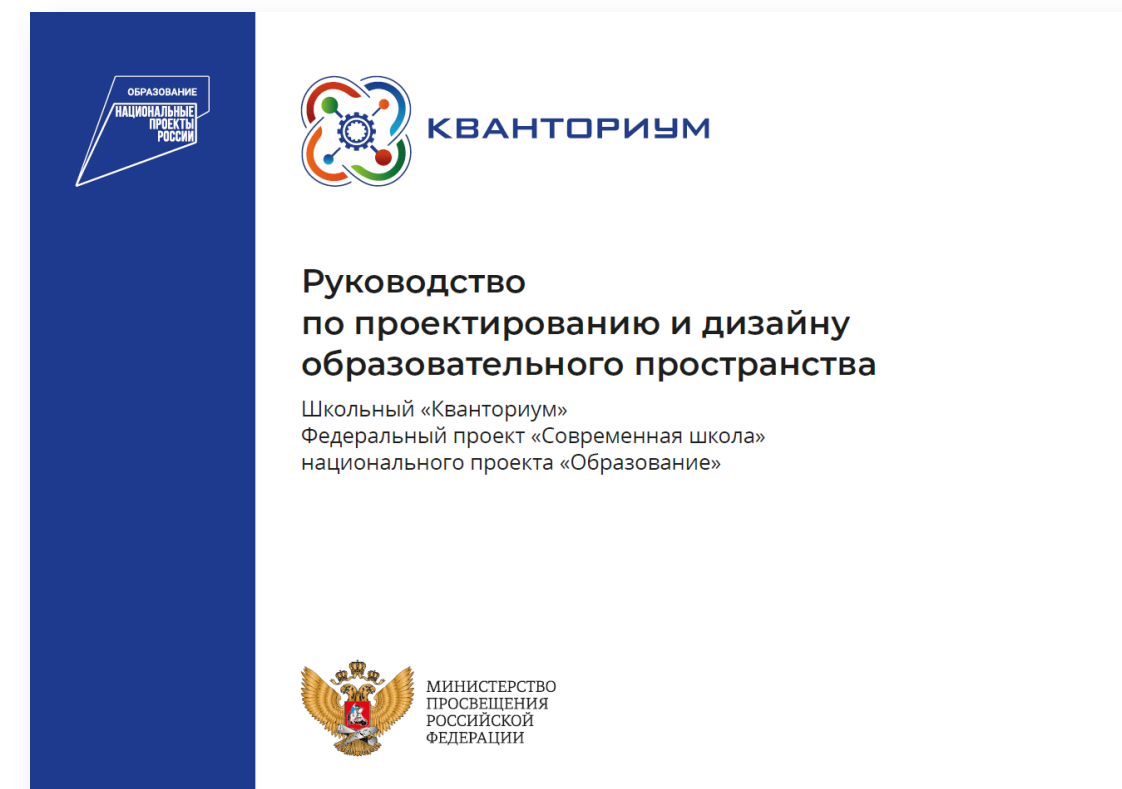 ОБРАЗОВАНИЕ
НАЦИОНАЛЬНЫЕ
ПРОЕКТЫ
РОССИИ
КВАНТОРИУМ
Руководство
по проектированию и дизайну
образовательного пространства
Школьный «Кванториум»
Федеральный проект «Современная школа»
национального проекта «Образование»
МИНИСТЕРСТВО
ПРОСВЕЩЕНИЯ
РОССИЙСКОЙ
ФЕДЕРАЦИИ